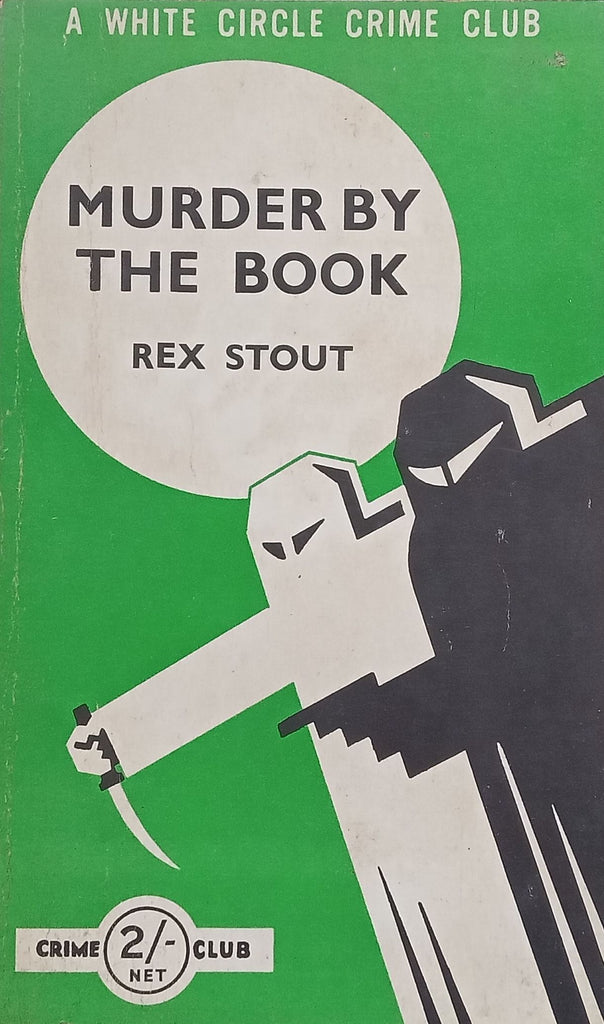 A WHITE CIRCLE CRIME CLUB
MURDER BY
THE BOOK
REX STOUT
CRIME 2/- CLUB
NET